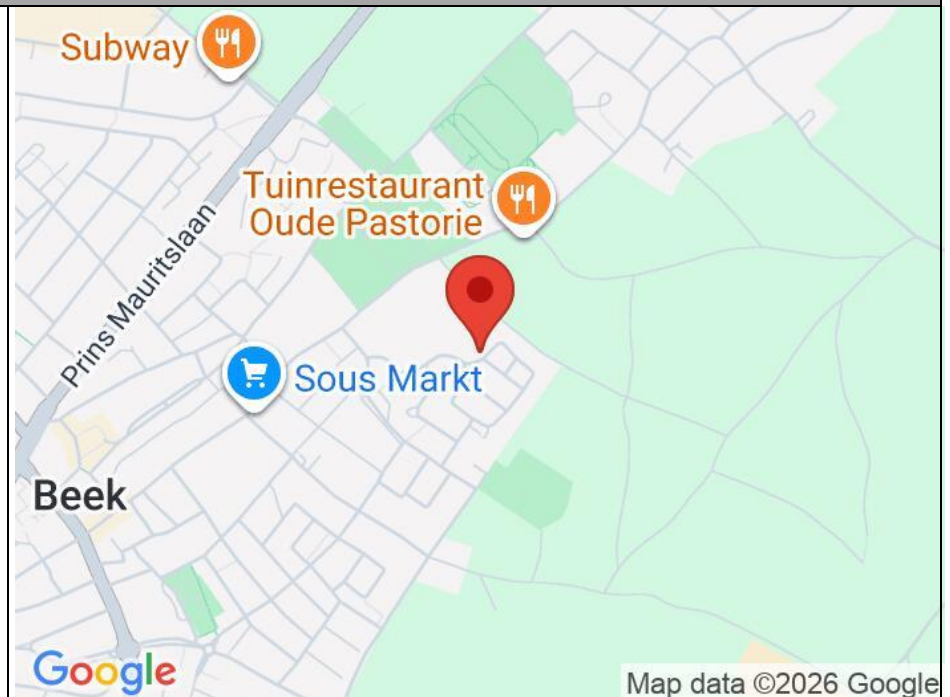 Subway
Tuinrestaurant
Oude Pastorie
Prins Mauritslaan
Sous Markt
Beek
Google
Map data ©2026 Google